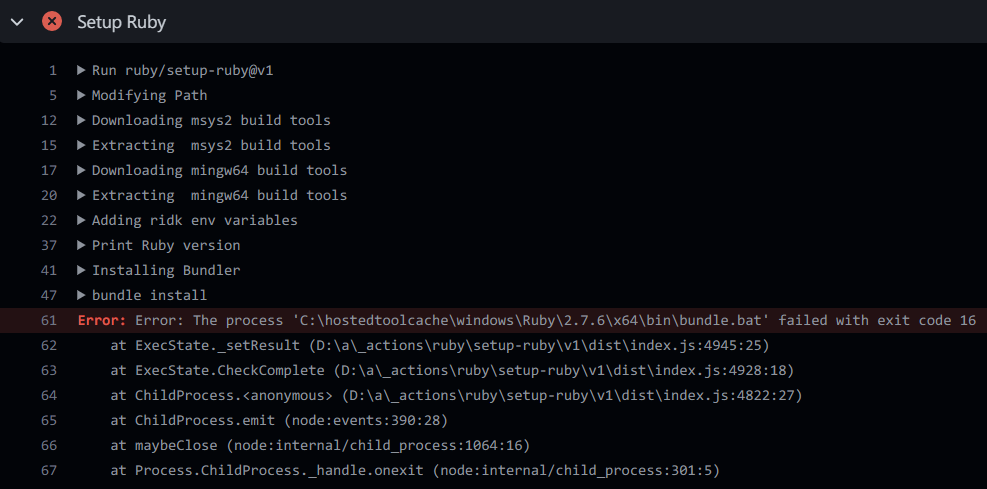 Setup Ruby
1 ▶ Run ruby/setup-ruby@v1
5 ▶ Modifying Path
12 ▶ Downloading msys2 build tools
15 ▶ Extracting  msys2 build tools
17 ▶ Downloading mingw64 build tools
20 ▶ Extracting  mingw64 build tools
22 ▶ Adding ridk env variables
37 ▶ Print Ruby version
41 ▶ Installing Bundler
47 ▶ bundle install
61 Error: Error: The process 'C:\hostedtoolcache\windows\Ruby\2.7.6\x64\bin\bundle.bat' failed with exit code 16
62     at ExecState._setResult (D:\a\_actions\ruby\setup-ruby\v1\dist\index.js:4945:25)
63     at ExecState.CheckComplete (D:\a\_actions\ruby\setup-ruby\v1\dist\index.js:4928:18)
64     at ChildProcess.<anonymous> (D:\a\_actions\ruby\setup-ruby\v1\dist\index.js:4822:27)
65     at ChildProcess.emit (node:events:390:28)
66     at maybeClose (node:internal/child_process:1064:16)
67     at Process.ChildProcess._handle.onexit (node:internal/child_process:301:5)